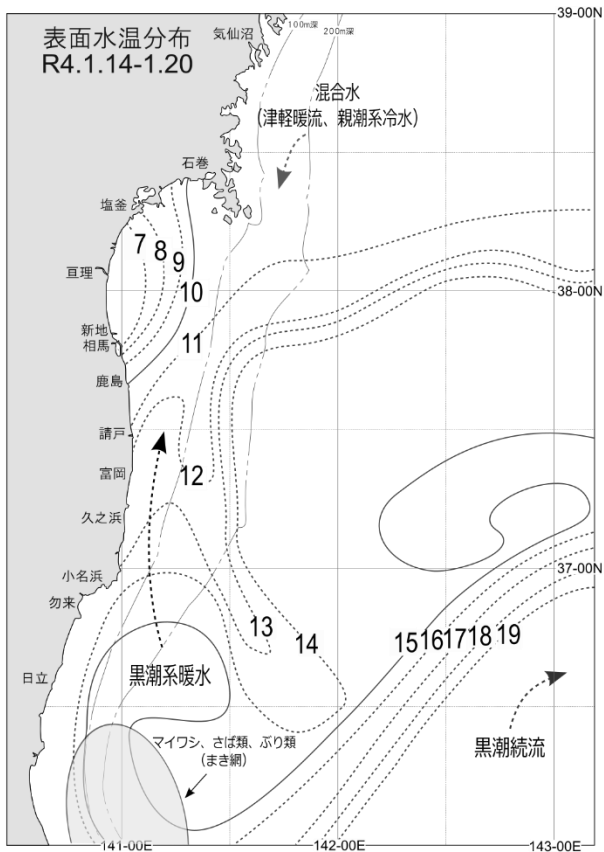 表面水温分布
R4.1.14-1.20
気仙沼
100m深
200m深
39-00N
混合水
(津軽暖流、親潮系冷水)
石巻
塩釜
7
8
9
亘理
10
38-00N
新地
相馬
11
鹿島
請戸
富岡
12
久之浜
小名浜
37-00N
勿来
13
14
15
16
17
18
19
日立
黒潮系暖水
マイワシ、さば類、ぶり類
(まき網)
黒潮続流
141-00E
142-00E
143-00E